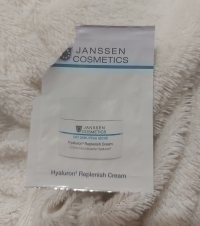 JANSSEN
COSMETICS
JANSSEN
COSMETICS
Hyaluron³ Replenish Cream
Hyaluron³ Replenish Cream